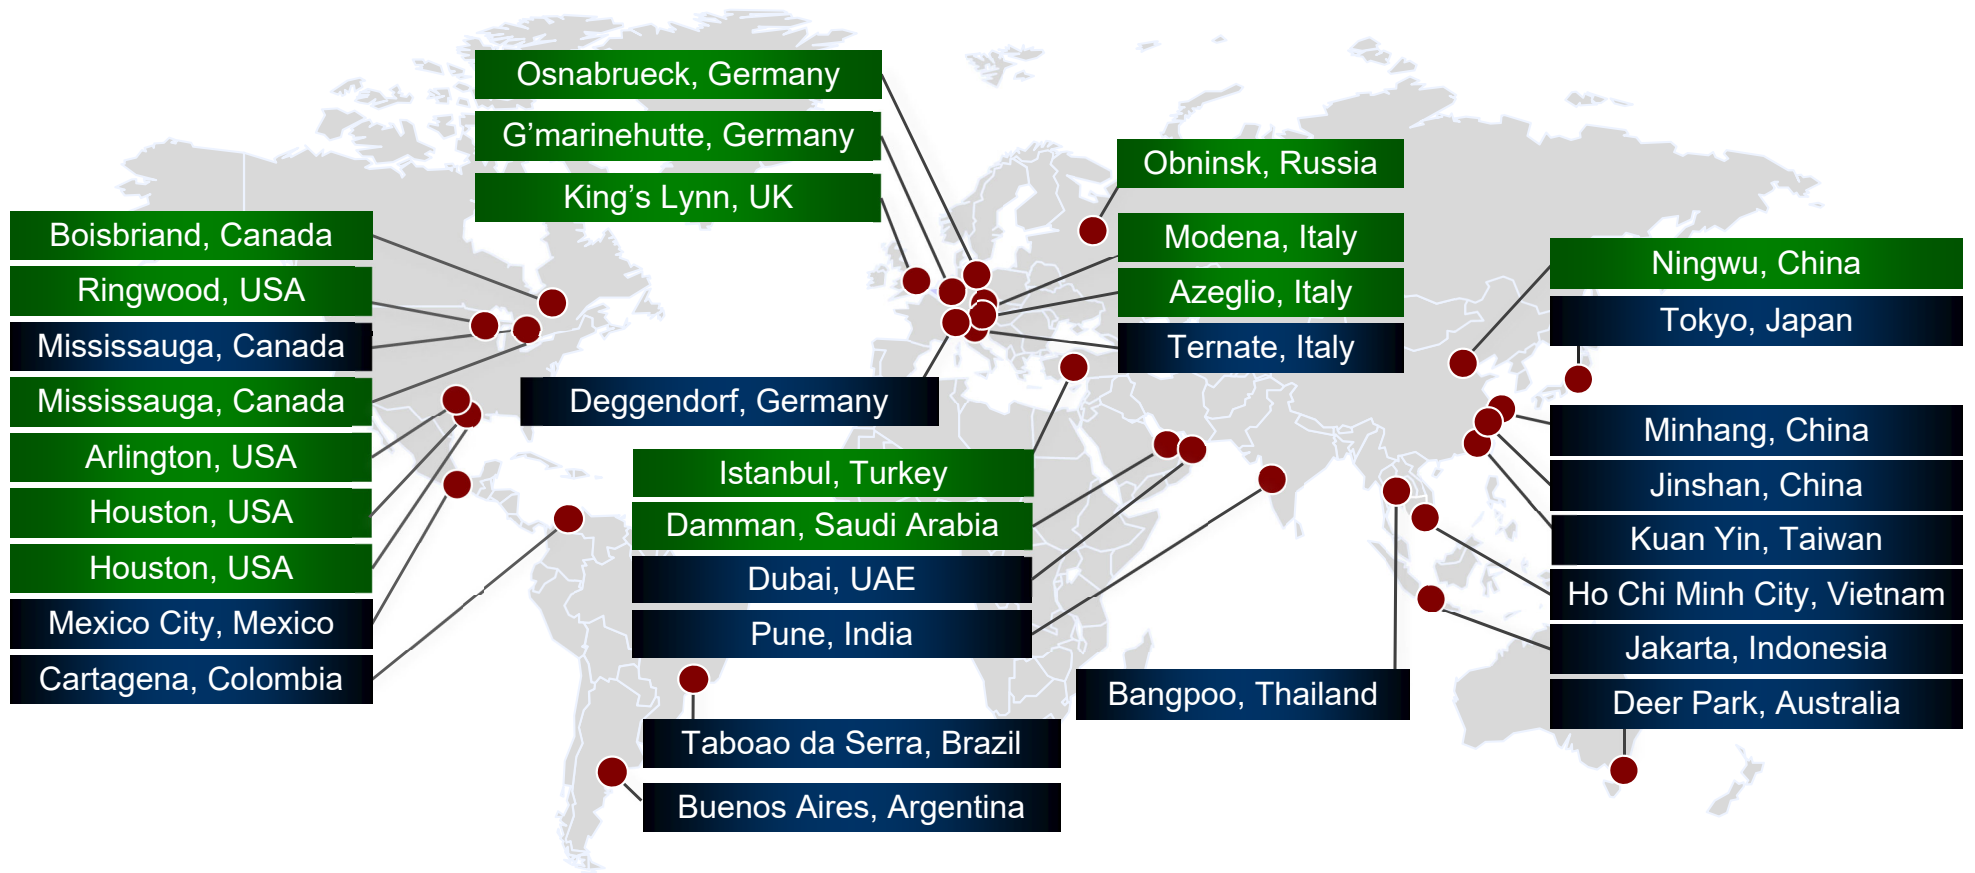 Osnabrueck, Germany
G'marinehutte, Germany
King's Lynn, UK
Obninsk, Russia
Modena, Italy
Azeglio, Italy
Ternate, Italy
Boisbriand, Canada
Ringwood, USA
Mississauga, Canada
Mississauga, Canada
Arlington, USA
Houston, USA
Houston, USA
Mexico City, Mexico
Cartagena, Colombia
Deggendorf, Germany
Istanbul, Turkey
Damman, Saudi Arabia
Dubai, UAE
Pune, India
Taboao da Serra, Brazil
Buenos Aires, Argentina
Bangpoo, Thailand
Ningwu, China
Tokyo, Japan
Minhang, China
Jinshan, China
Kuan Yin, Taiwan
Ho Chi Minh City, Vietnam
Jakarta, Indonesia
Deer Park, Australia